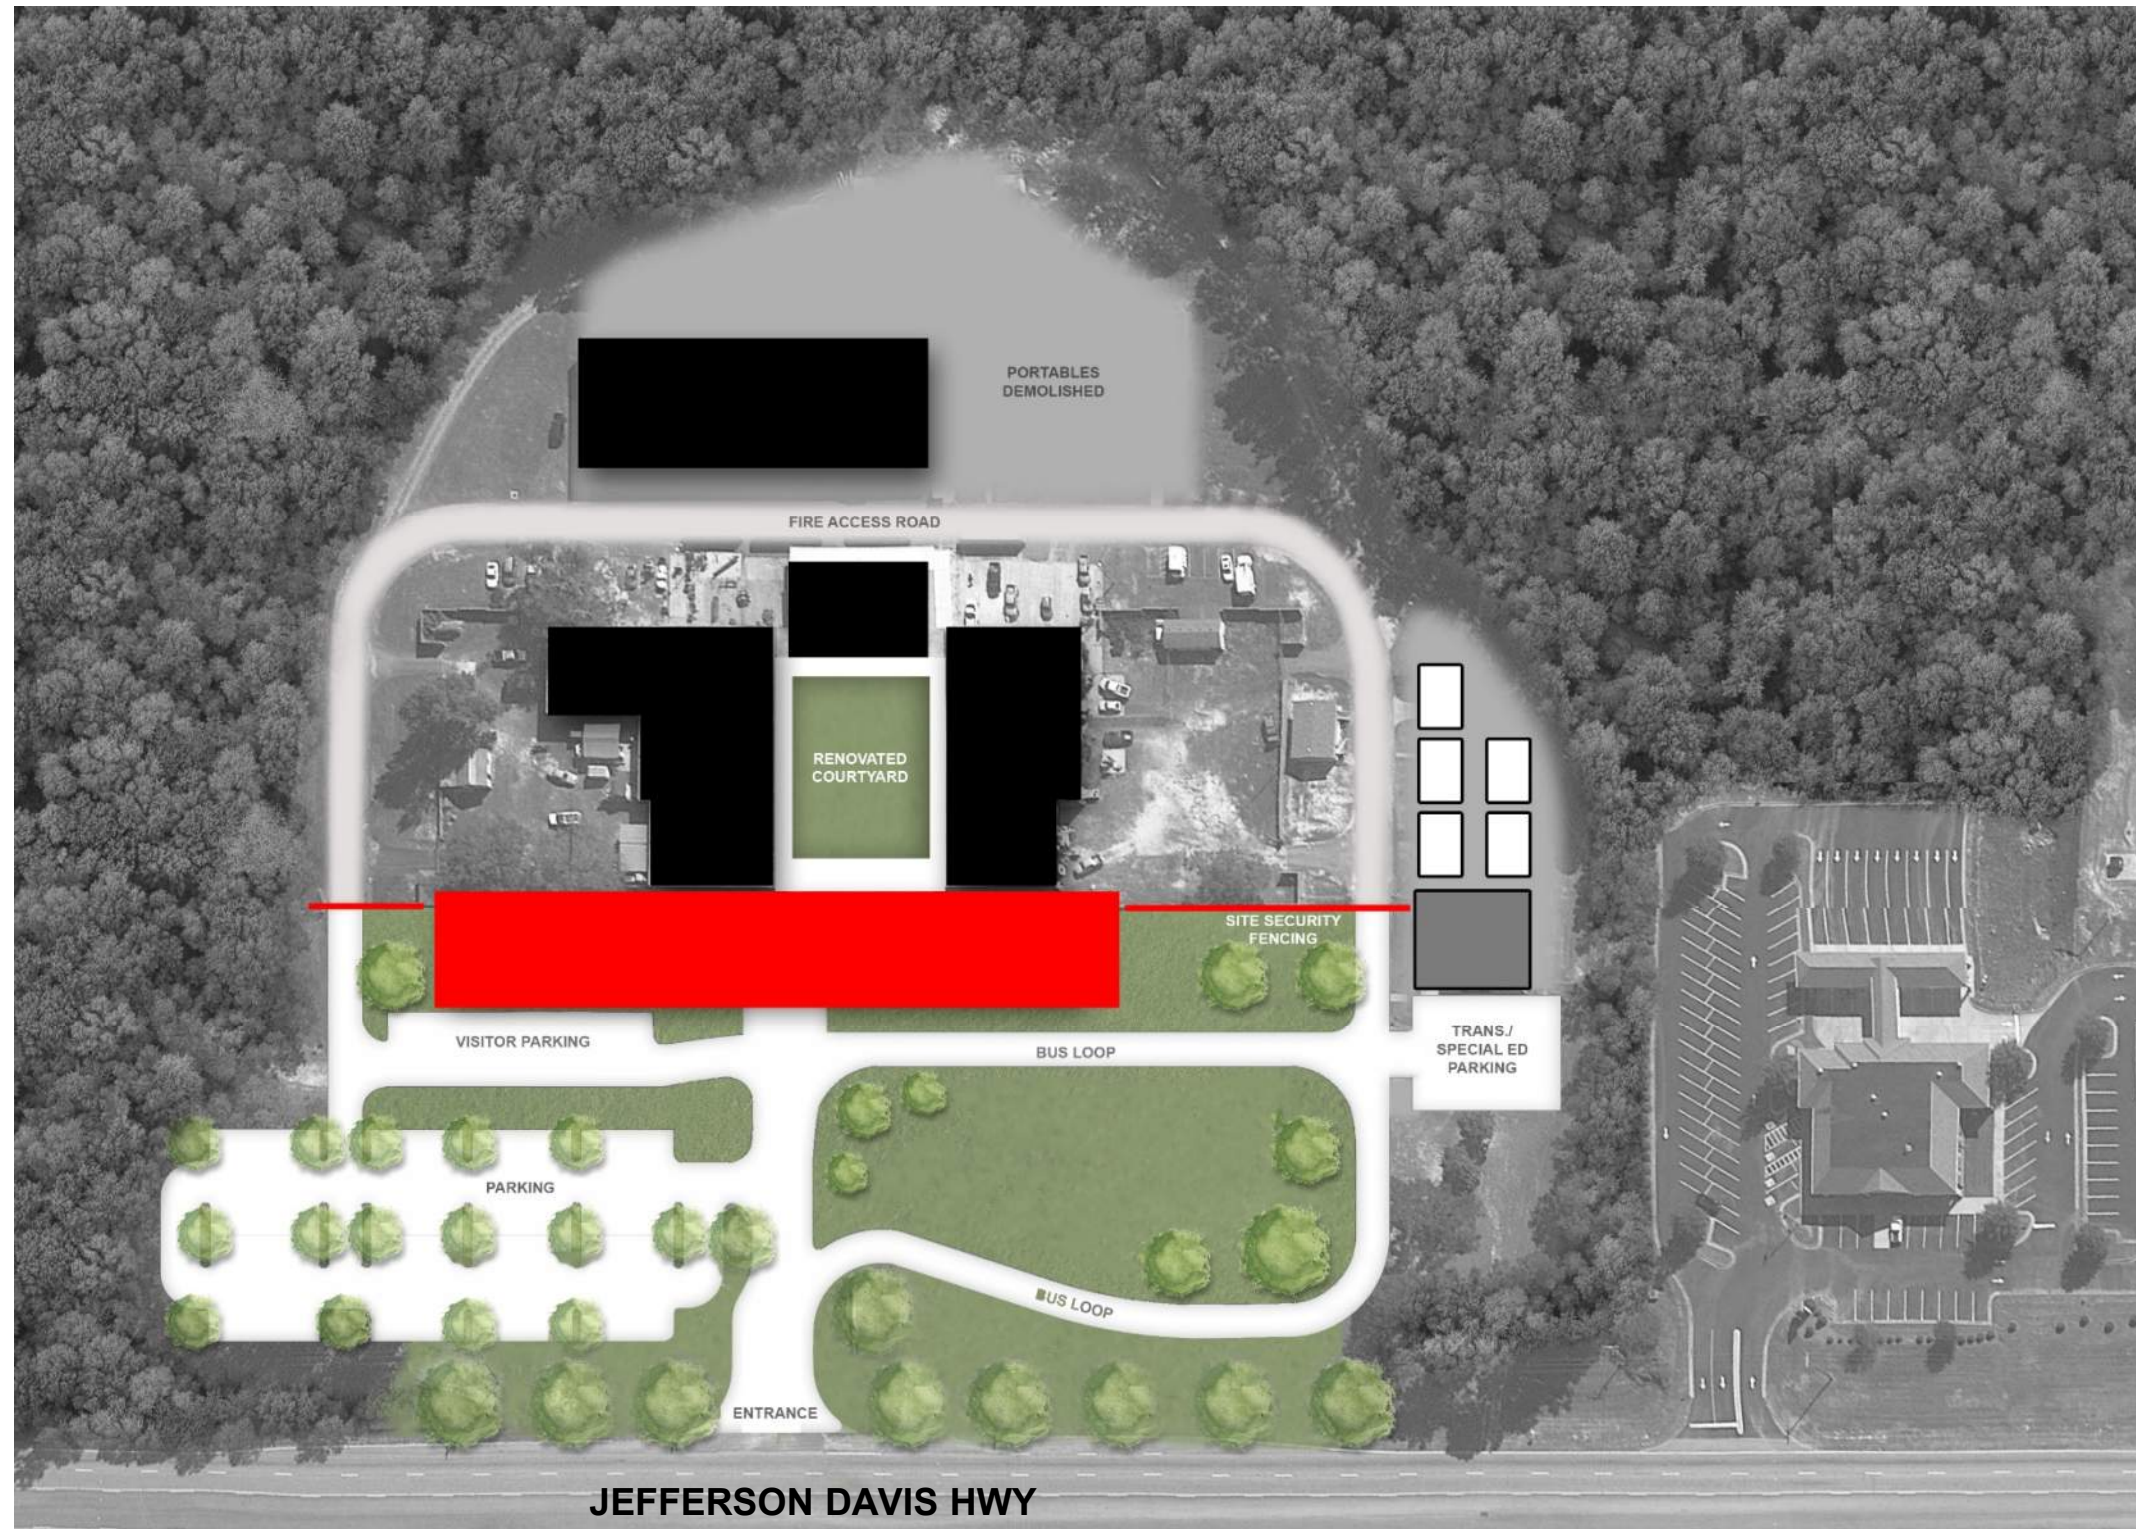 PORTABLES
DEMOLISHED
FIRE ACCESS ROAD
RENOVATED
COURTYARD
SITE SECURITY
FENCING
VISITOR PARKING
BUS LOOP
TRANS./
SPECIAL ED
PARKING
PARKING
BUS LOOP
ENTRANCE
JEFFERSON DAVIS HWY